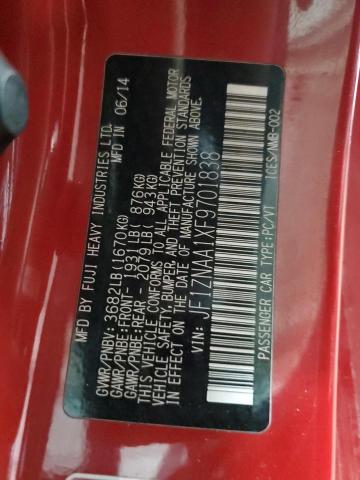 MFD BY FUJI HEAVY INDUSTRIES LTD.
MFD IN 06/14
GVWR/PNBV: 3682LB(1670KG)
GAWR/PNBE:FRONT- 1931LB( 876KG)
GAWR/PNBE:REAR - 2079LB( 943KG)
THIS VEHICLE CONFORMS TO ALL APPLICABLE FEDERAL MOTOR
VEHICLE SAFETY,BUMPER,AND THEFT PREVENTION STANDARDS
IN EFFECT ON THE DATE OF MANUFACTURE SHOWN ABOVE.
VIN: JF1ZNAA1XF9701838
PASSENGER CAR TYPE:PC/VT ICES/NMB-002